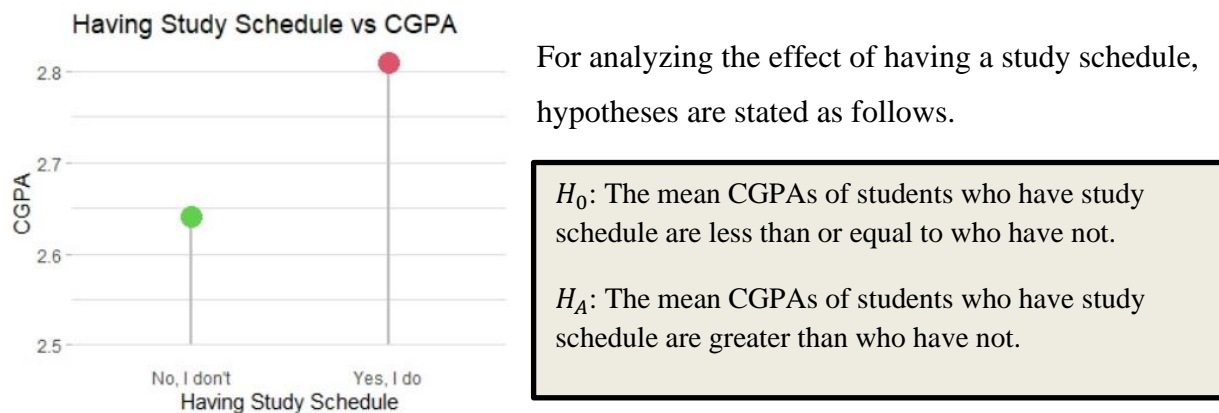 Having Study Schedule vs CGPA
2.8
2.7
2.6
2.5
CGPA
No, I don't
Yes, I do
Having Study Schedule
For analyzing the effect of having a study schedule,
hypotheses are stated as follows.
H₀: The mean CGPAs of students who have study
schedule are less than or equal to who have not.
H_A: The mean CGPAs of students who have study
schedule are greater than who have not.